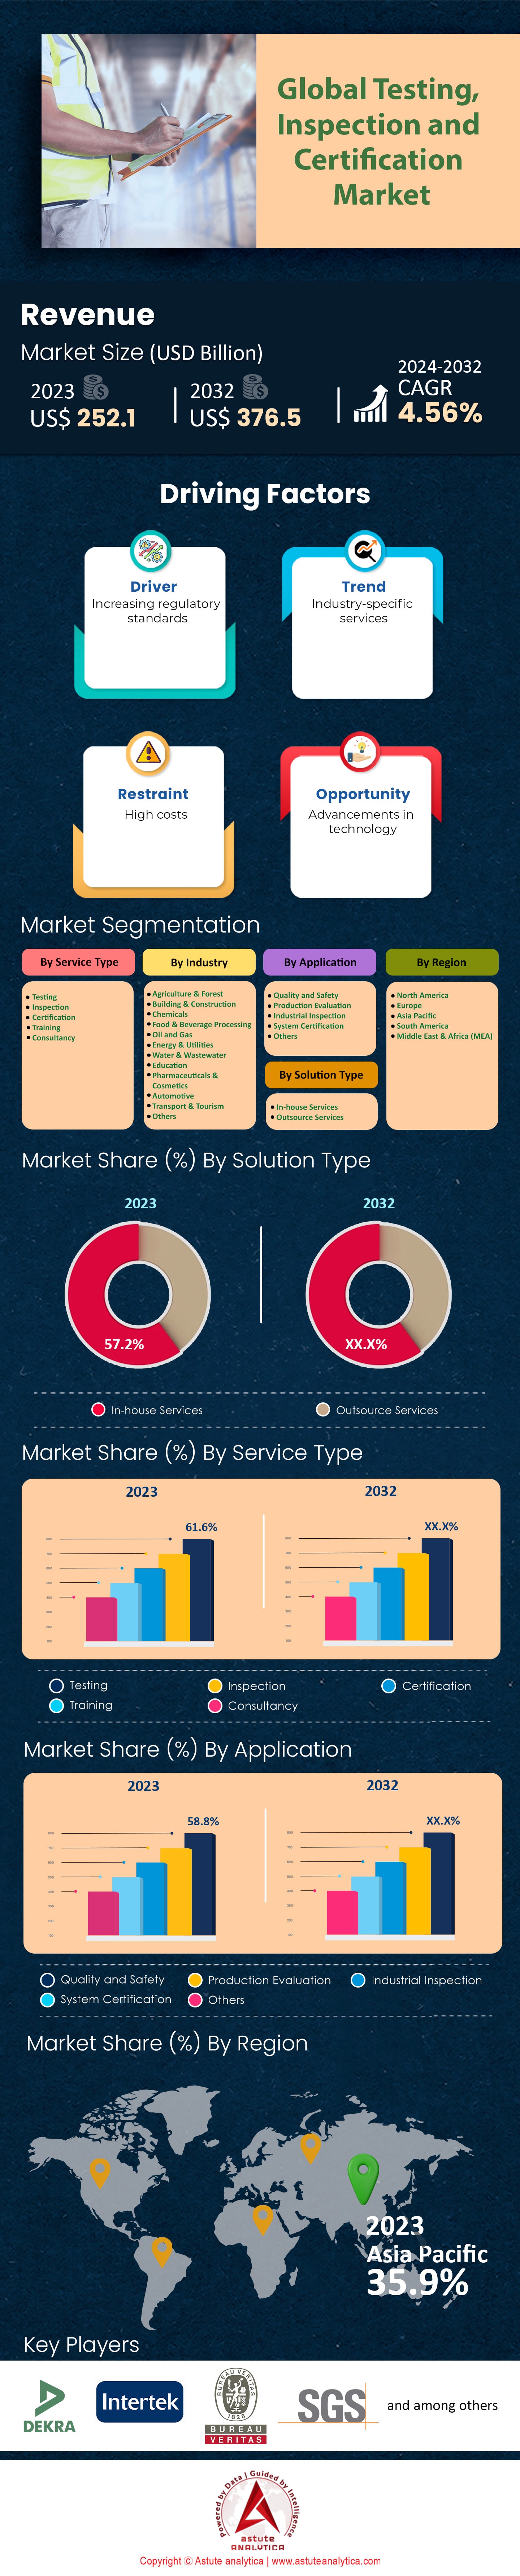 Global Testing,
Inspection and
Certification
Market
Revenue
Market Size (USD Billion)
2023
US$ 252.1
2032
US$ 376.5
2024-2032
CAGR
4.56%
Driving Factors
Driver
Increasing regulatory
standards
Trend
Industry-specific
services
Restraint
High costs
Opportunity
Advancements in
technology
Market Segmentation
By Service Type
Testing
Inspection
Certification
Training
Consultancy
By Industry
Agriculture & Forest
Building & Construction
Chemicals
Food & Beverage Processing
Oil and Gas
Energy & Utilities
Water & Wastewater
Education
Pharmaceuticals &
Cosmetics
Automotive
Transport & Tourism
Others
By Application
Quality and Safety
Production Evaluation
Industrial Inspection
System Certification
Others
By Solution Type
In-house Services
Outsource Services
By Region
North America
Europe
Asia Pacific
South America
Middle East & Africa (MEA)
Market Share (%) By Solution Type
2023
2032
57.2%
XX.X%
In-house Services
Outsource Services
Market Share (%) By Service Type
2023
2032
61.6%
XX.X%
Testing
Inspection
Certification
Training
Consultancy
Market Share (%) By Application
2023
2032
58.8%
XX.X%
Quality and Safety
Production Evaluation
Industrial Inspection
System Certification
Others
Market Share (%) By Region
2023
Asia Pacific
35.9%
Key Players
DEKRA
Intertek
BUREAU VERITAS
1828
BUREAU
VERITAS
SGS
and among others
Powered by Data | Guided by Intelligence
astute
ANALYTICA
Copyright © Astute analytica | www.astuteanalytica.com